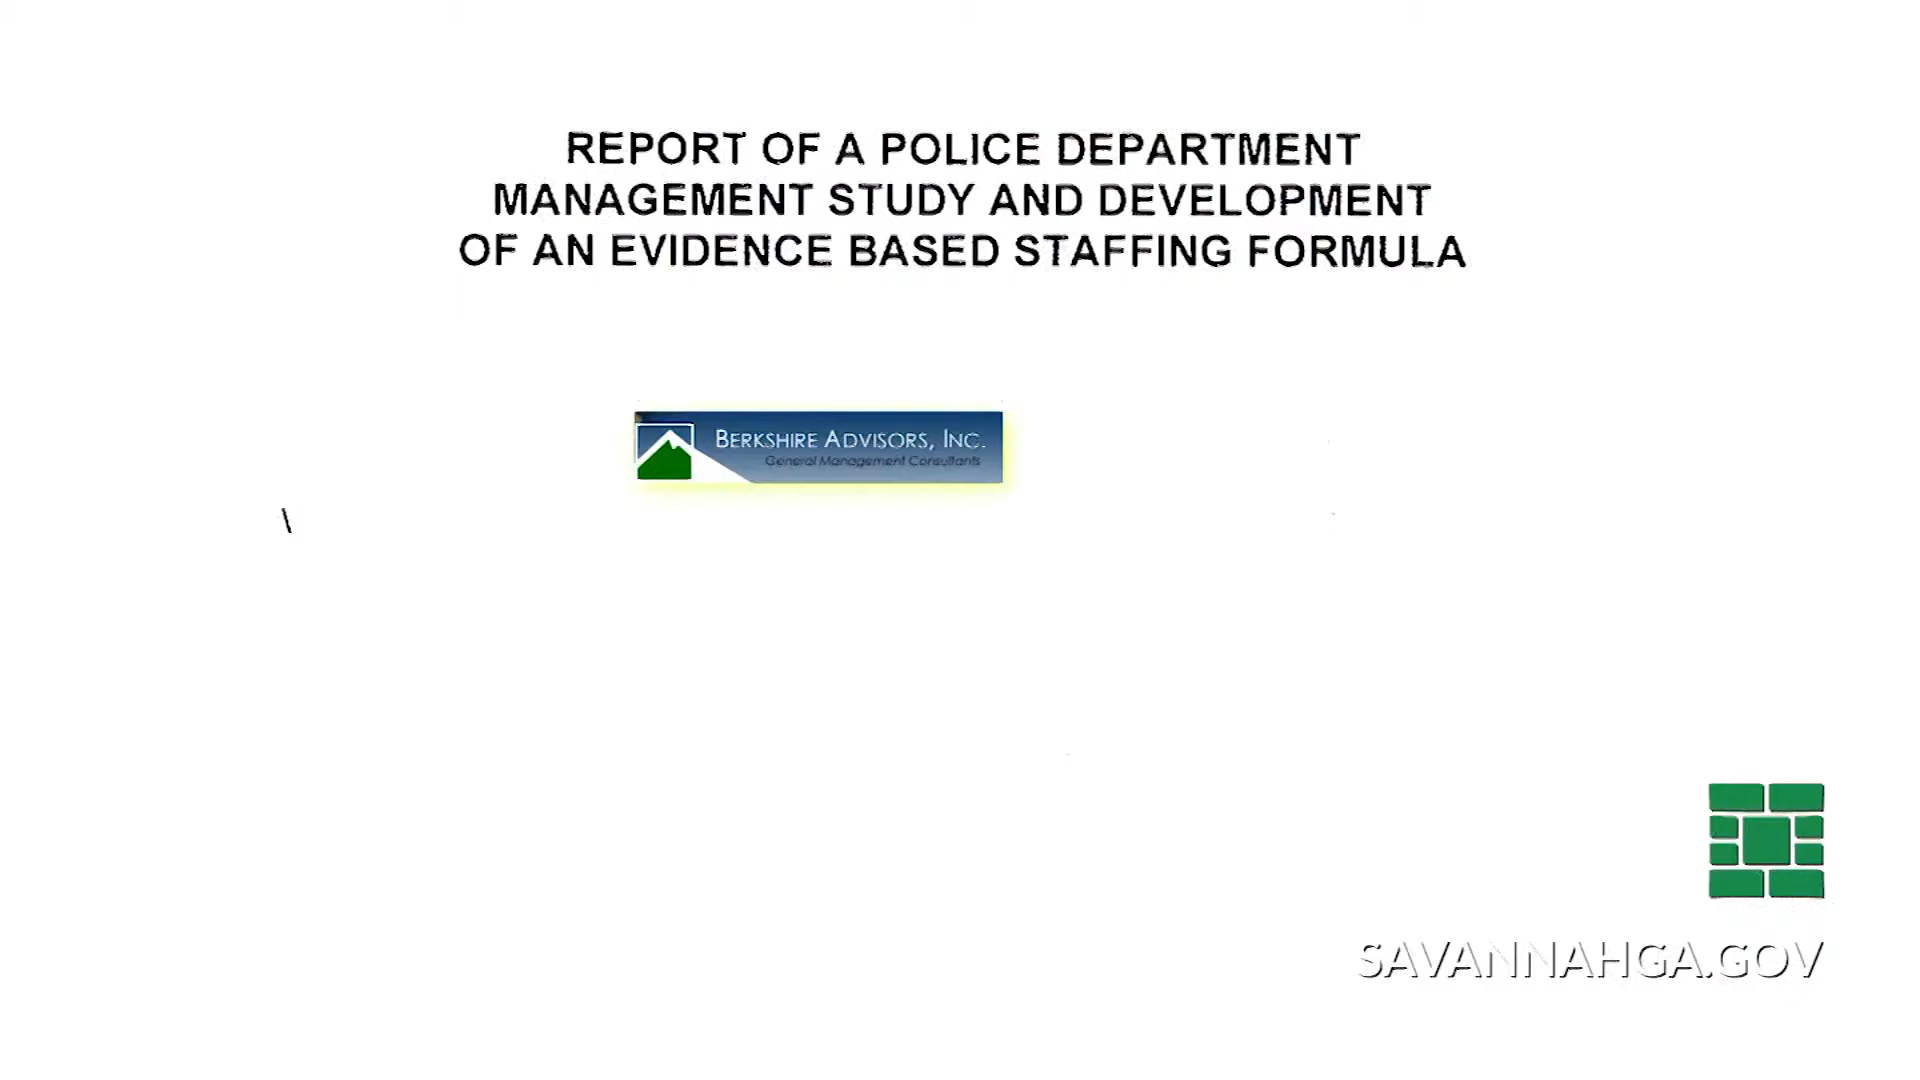 REPORT OF A POLICE DEPARTMENT
MANAGEMENT STUDY AND DEVELOPMENT
OF AN EVIDENCE BASED STAFFING FORMULA
BERKSHIRE ADVISORS, INC.
General Management Consultants
\
SAVANNAHGA.GOV